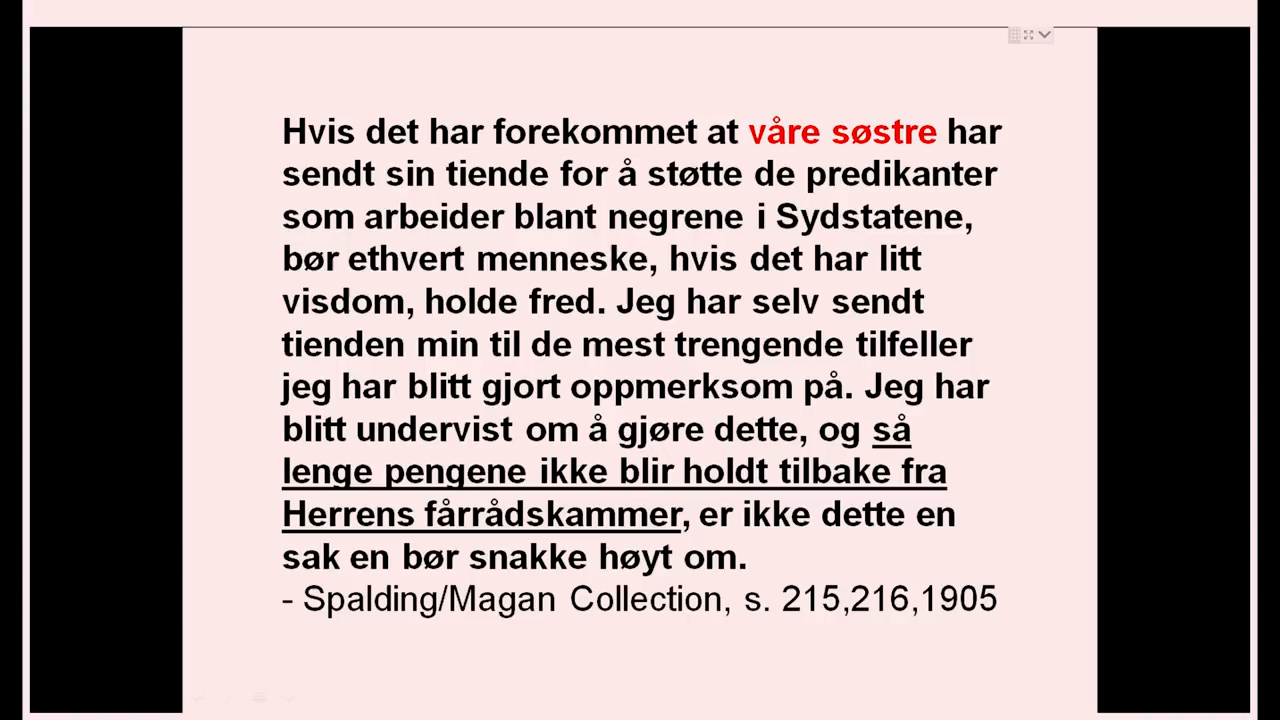 Hvis det har forekommet at våre søstre har
sendt sin tiende for å støtte de predikanter
som arbeider blant negrene i Sydstatene,
bør ethvert menneske, hvis det har litt
visdom, holde fred. Jeg har selv sendt
tienden min til de mest trengende tilfeller
jeg har blitt gjort oppmerksom på. Jeg har
blitt undervist om å gjøre dette, og så
lenge pengene ikke blir holdt tilbake fra
Herrens fårrådskammer, er ikke dette en
sak en bør snakke høyt om.
- Spalding/Magan Collection, s. 215,216,1905